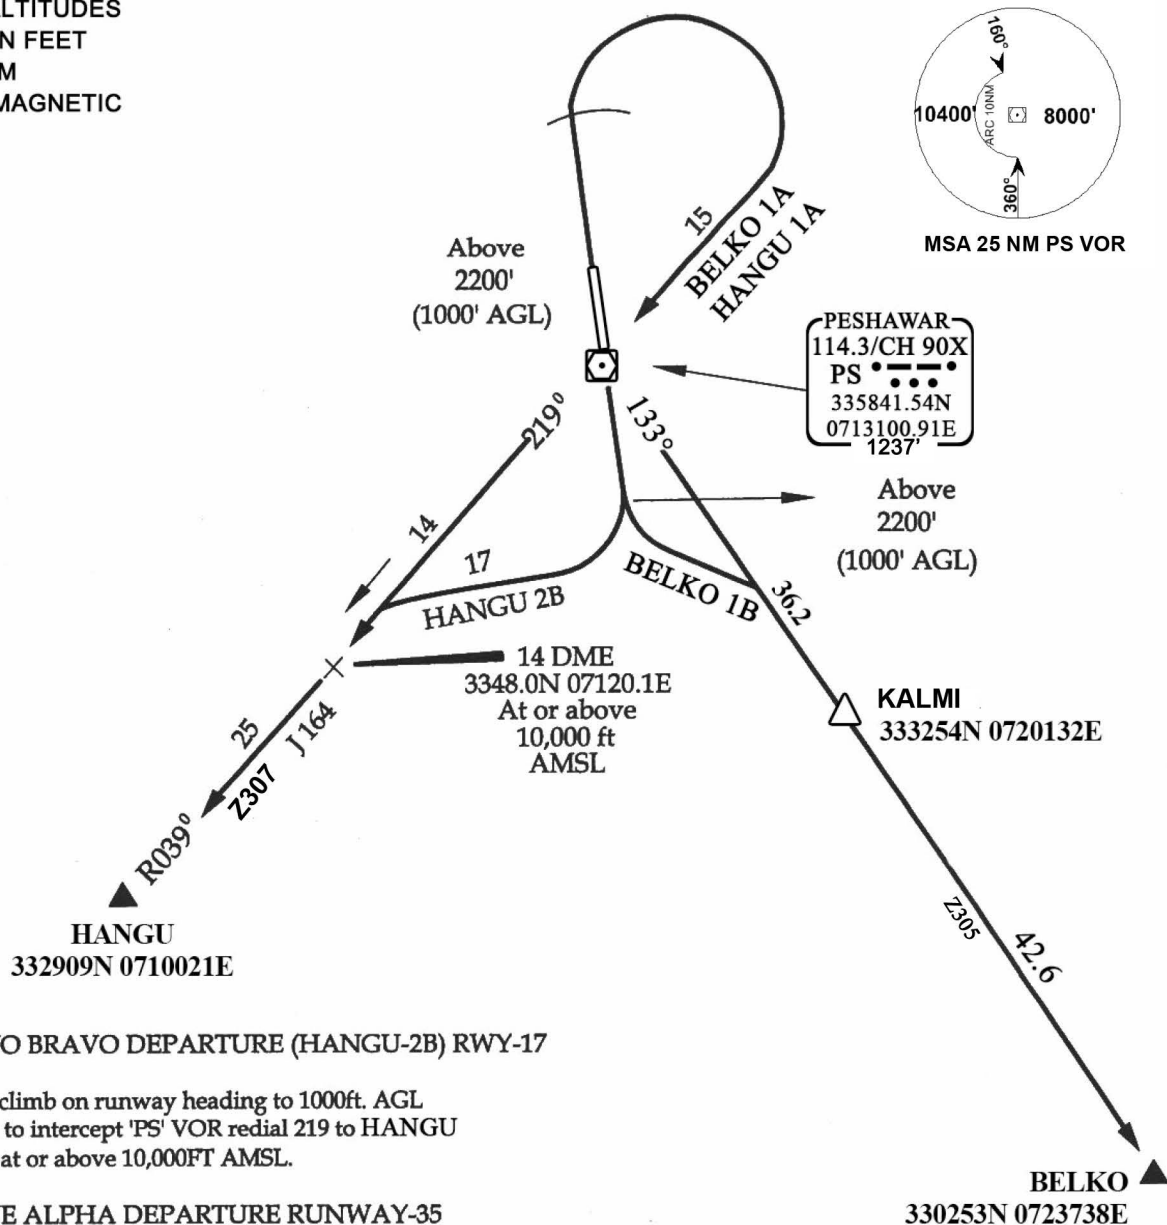 LTITUDES
N FEET
M
MAGNETIC
160°
10400'
ARC 10NM
8000'
360°
MSA 25 NM PS VOR
15
BELKO 1A
HANGU 1A
Above
2200'
(1000' AGL)
PESHAWAR
114.3/CH 90X
PS
335841.54N
0713100.91E
1237'
219⁰
133°
Above
2200'
(1000' AGL)
14
17
HANGU 2B
BELKO 1B
36.2
14 DME
3348.0N 07120.1E
At or above
10,000 ft
AMSL
KALMI
333254N 0720132E
25
J 164
Z307
R039⁰
HANGU
332909N 0710021E
Z305
42.6
O BRAVO DEPARTURE (HANGU-2B) RWY-17
climb on runway heading to 1000ft. AGL
to intercept 'PS' VOR redial 219 to HANGU
at or above 10,000FT AMSL.
E ALPHA DEPARTURE RUNWAY-35
BELKO
330253N 0723738E